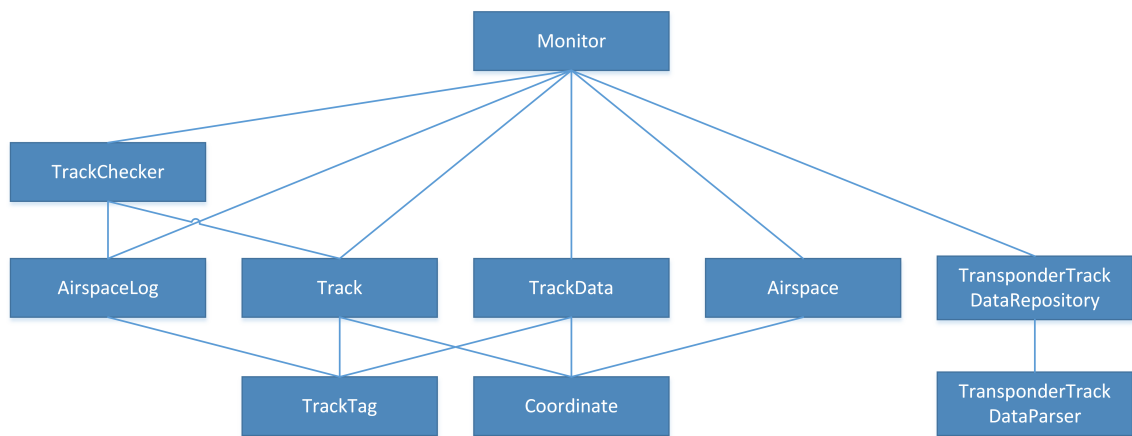 Monitor
TrackChecker
AirspaceLog
Track
TrackData
Airspace
TransponderTrack
DataRepository
TrackTag
Coordinate
TransponderTrack
DataParser